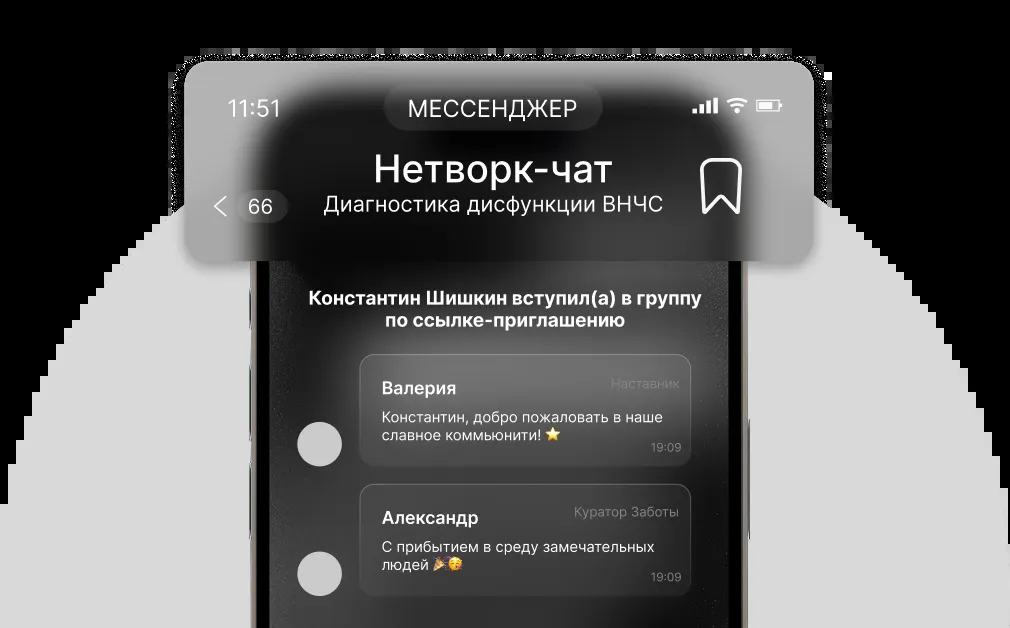 11:51
МЕССЕНДЖЕР
Нетворк-чат
66
Диагностика дисфункции ВНЧС
Константин Шишкин вступил(а) в группу
по ссылке-приглашению
Валерия
Наставник
Константин, добро пожаловать в наше
славное коммьюнити! ⭐
19:09
Александр
Куратор Заботы
С прибытием в среду замечательных
людей 🎉🥳
19:09